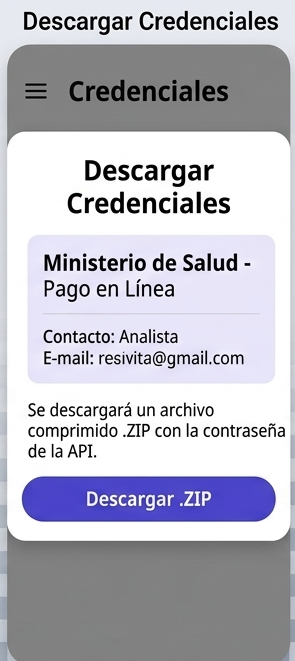 Descargar Credenciales
Credenciales
Descargar
Credenciales
Ministerio de Salud -
Pago en Línea
Contacto: Analista
E-mail: resivita@gmail.com
Se descargará un archivo
comprimido .ZIP con la contraseña
de la API.
Descargar .ZIP